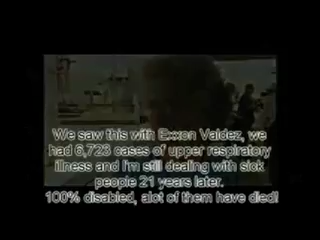 We saw this with Exxon Valdez, we
had 6,723 cases of upper respiratory
illness and I'm still dealing with sick
people 21 years later.
100% disabled, alot of them have died!